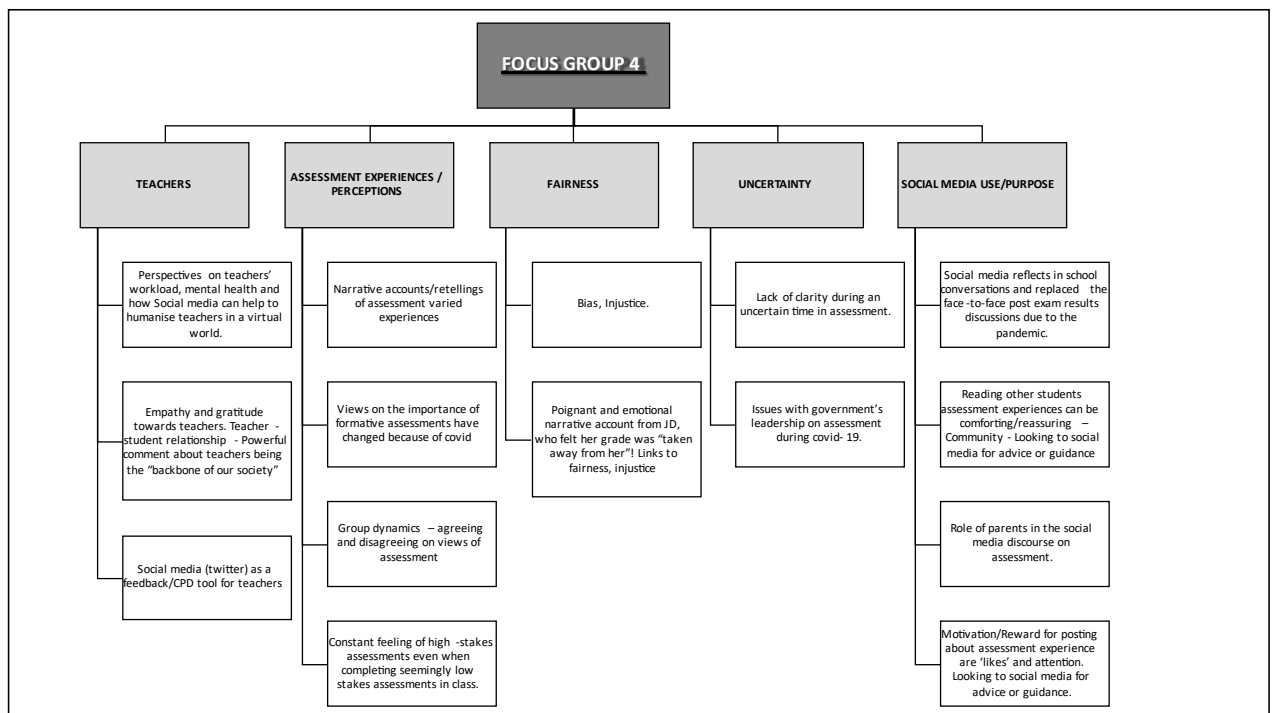 FOCUS GROUP 4
TEACHERS
Perspectives on teachers'
workload, mental health and
how Social media can help to
humanise teachers in a virtual
world.
Empathy and gratitude
towards teachers. Teacher -
student relationship - Powerful
comment about teachers being
the "backbone of our society"
Social media (twitter) as a
feedback/CPD tool for teachers
ASSESSMENT EXPERIENCES /
PERCEPTIONS
Narrative accounts/retellings
of assessment varied
experiences
Views on the importance of
formative assessments have
changed because of covid
Group dynamics – agreeing
and disagreeing on views of
assessment
Constant feeling of high -stakes
assessments even when
completing seemingly low
stakes assessments in class.
FAIRNESS
Bias, Injustice.
Poignant and emotional
narrative account from JD,
who felt her grade was "taken
away from her"! Links to
fairness, injustice
UNCERTAINTY
Lack of clarity during an
uncertain time in assessment.
Issues with government's
leadership on assessment
during covid- 19.
SOCIAL MEDIA USE/PURPOSE
Social media reflects in school
conversations and replaced the
face -to-face post exam results
discussions due to the
pandemic.
Reading other students
assessment experiences can be
comforting/reassuring –
Community - Looking to social
media for advice or guidance
Role of parents in the social
media discourse on
assessment.
Motivation/Reward for posting
about assessment experience
are 'likes' and attention.
Looking to social media for
advice or guidance.